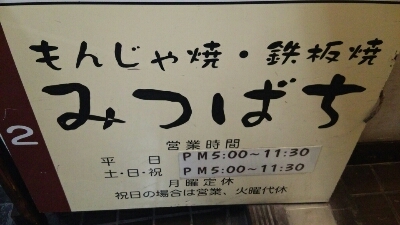 もんじゃ焼・鉄板焼
みつばち
2
営業時間
平　日 PM5:00～11:30
土・日・祝 PM5:00～11:30
月曜定休
祝日の場合は営業、火曜代休